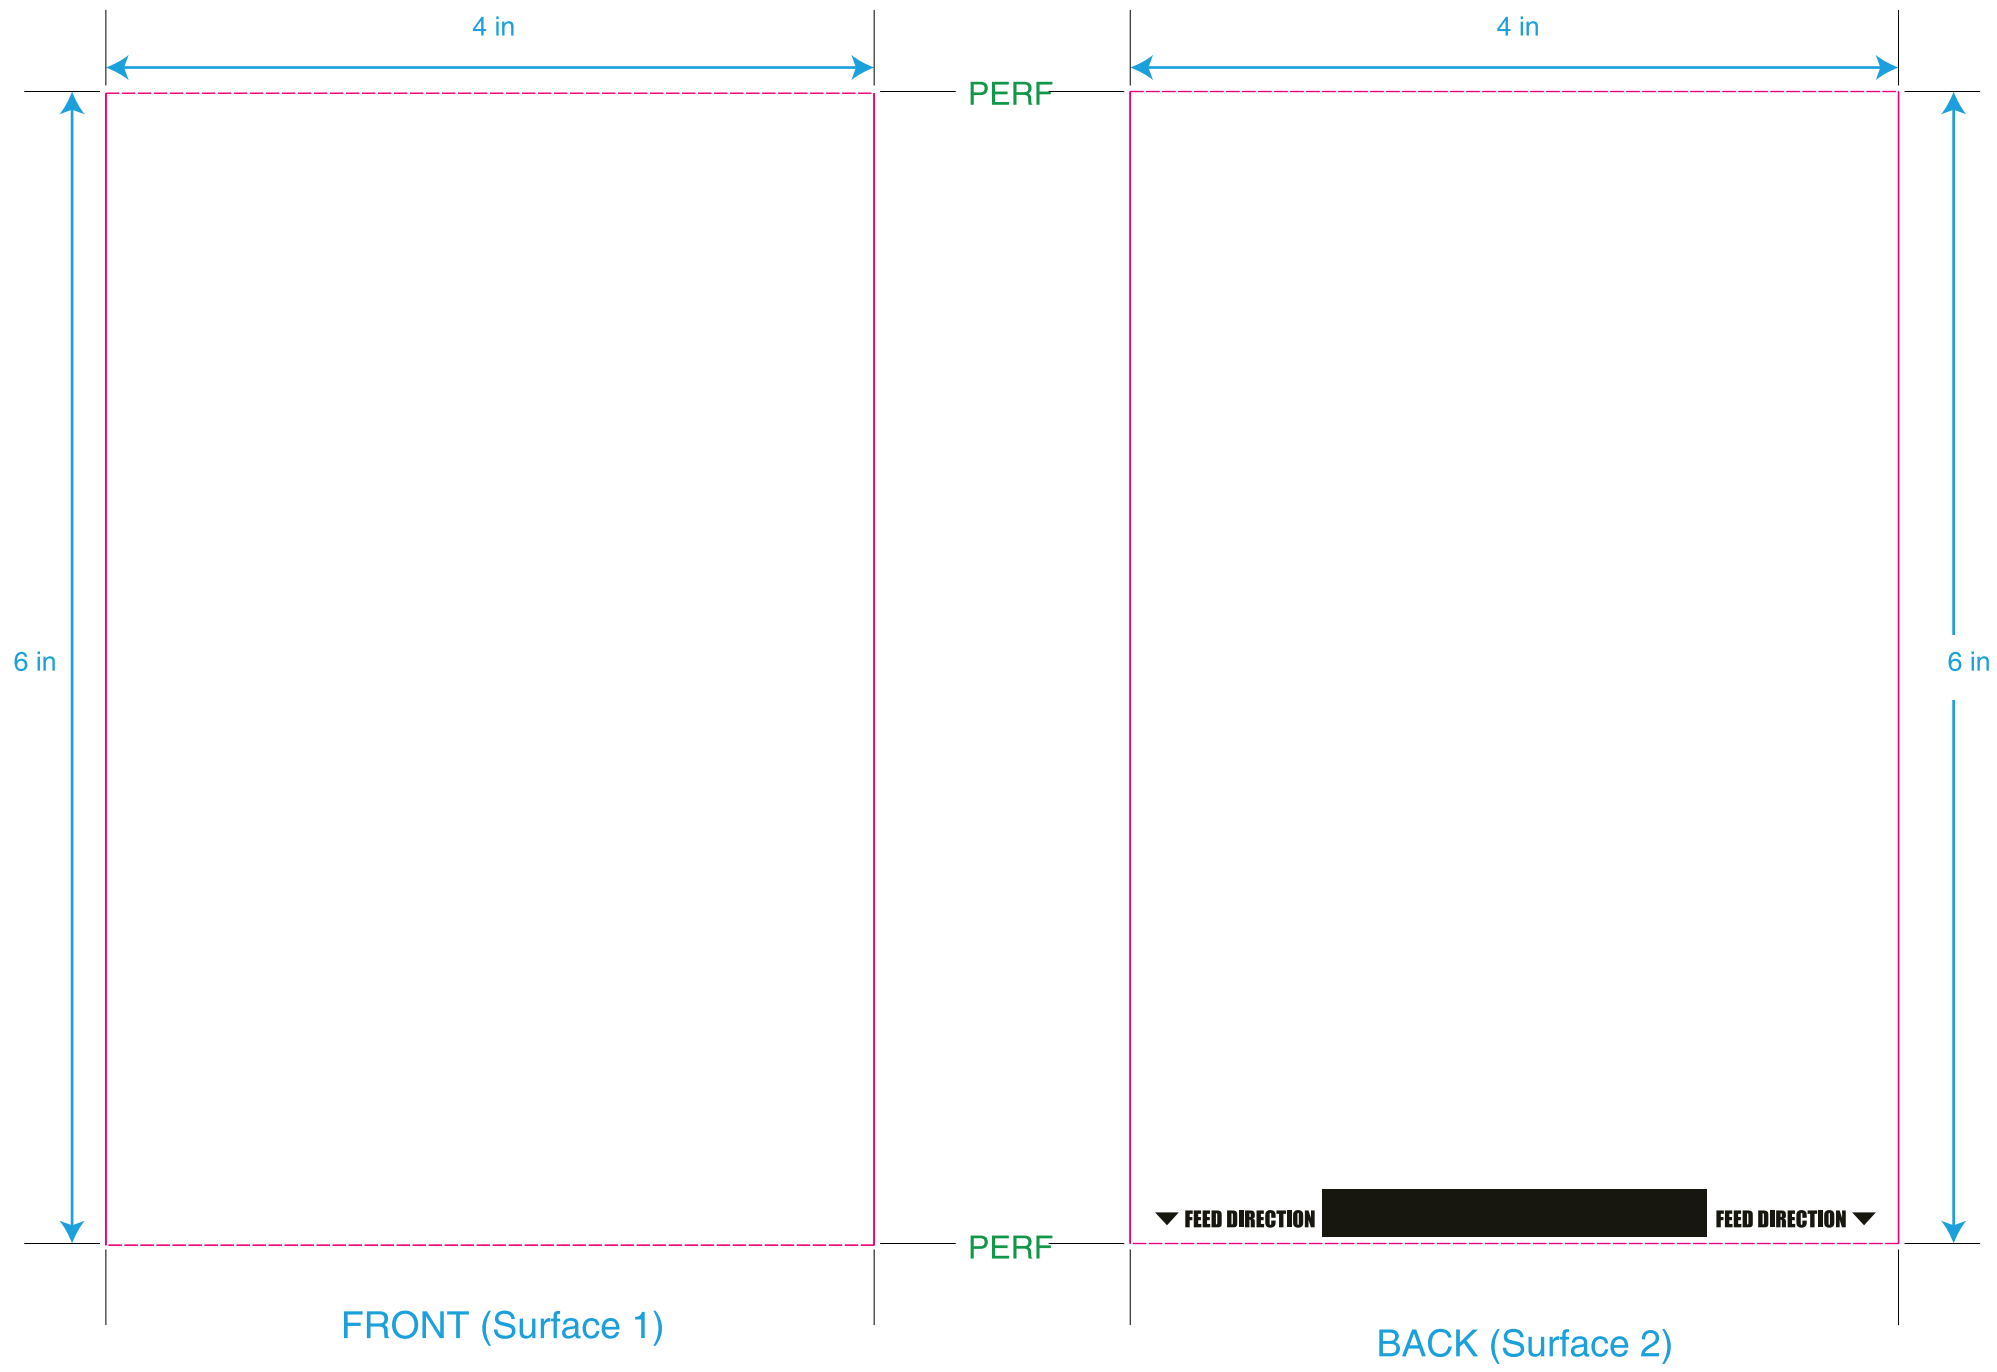 4 in
4 in
PERF
6 in
6 in
FEED DIRECTION
FEED DIRECTION
PERF
FRONT (Surface 1)
BACK (Surface 2)